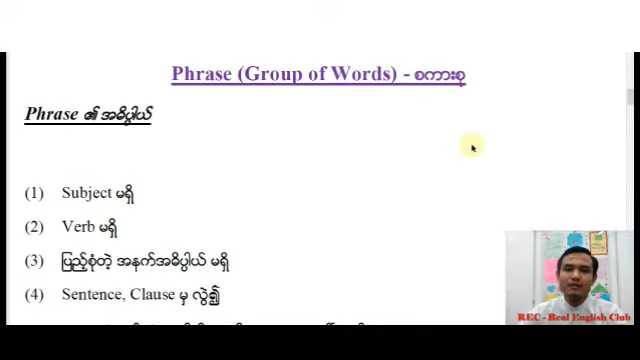 Phrase (Group of Words) - စကားစု
Phrase ၏ အဓိပ္ပါယ်
(1) Subject မရှိ
(2) Verb မရှိ
(3) ပြည့်စုံတဲ့ အနက်အဓိပ္ပါယ် မရှိ
(4) Sentence, Clause မှ လွဲ၍
REC - Real English Club